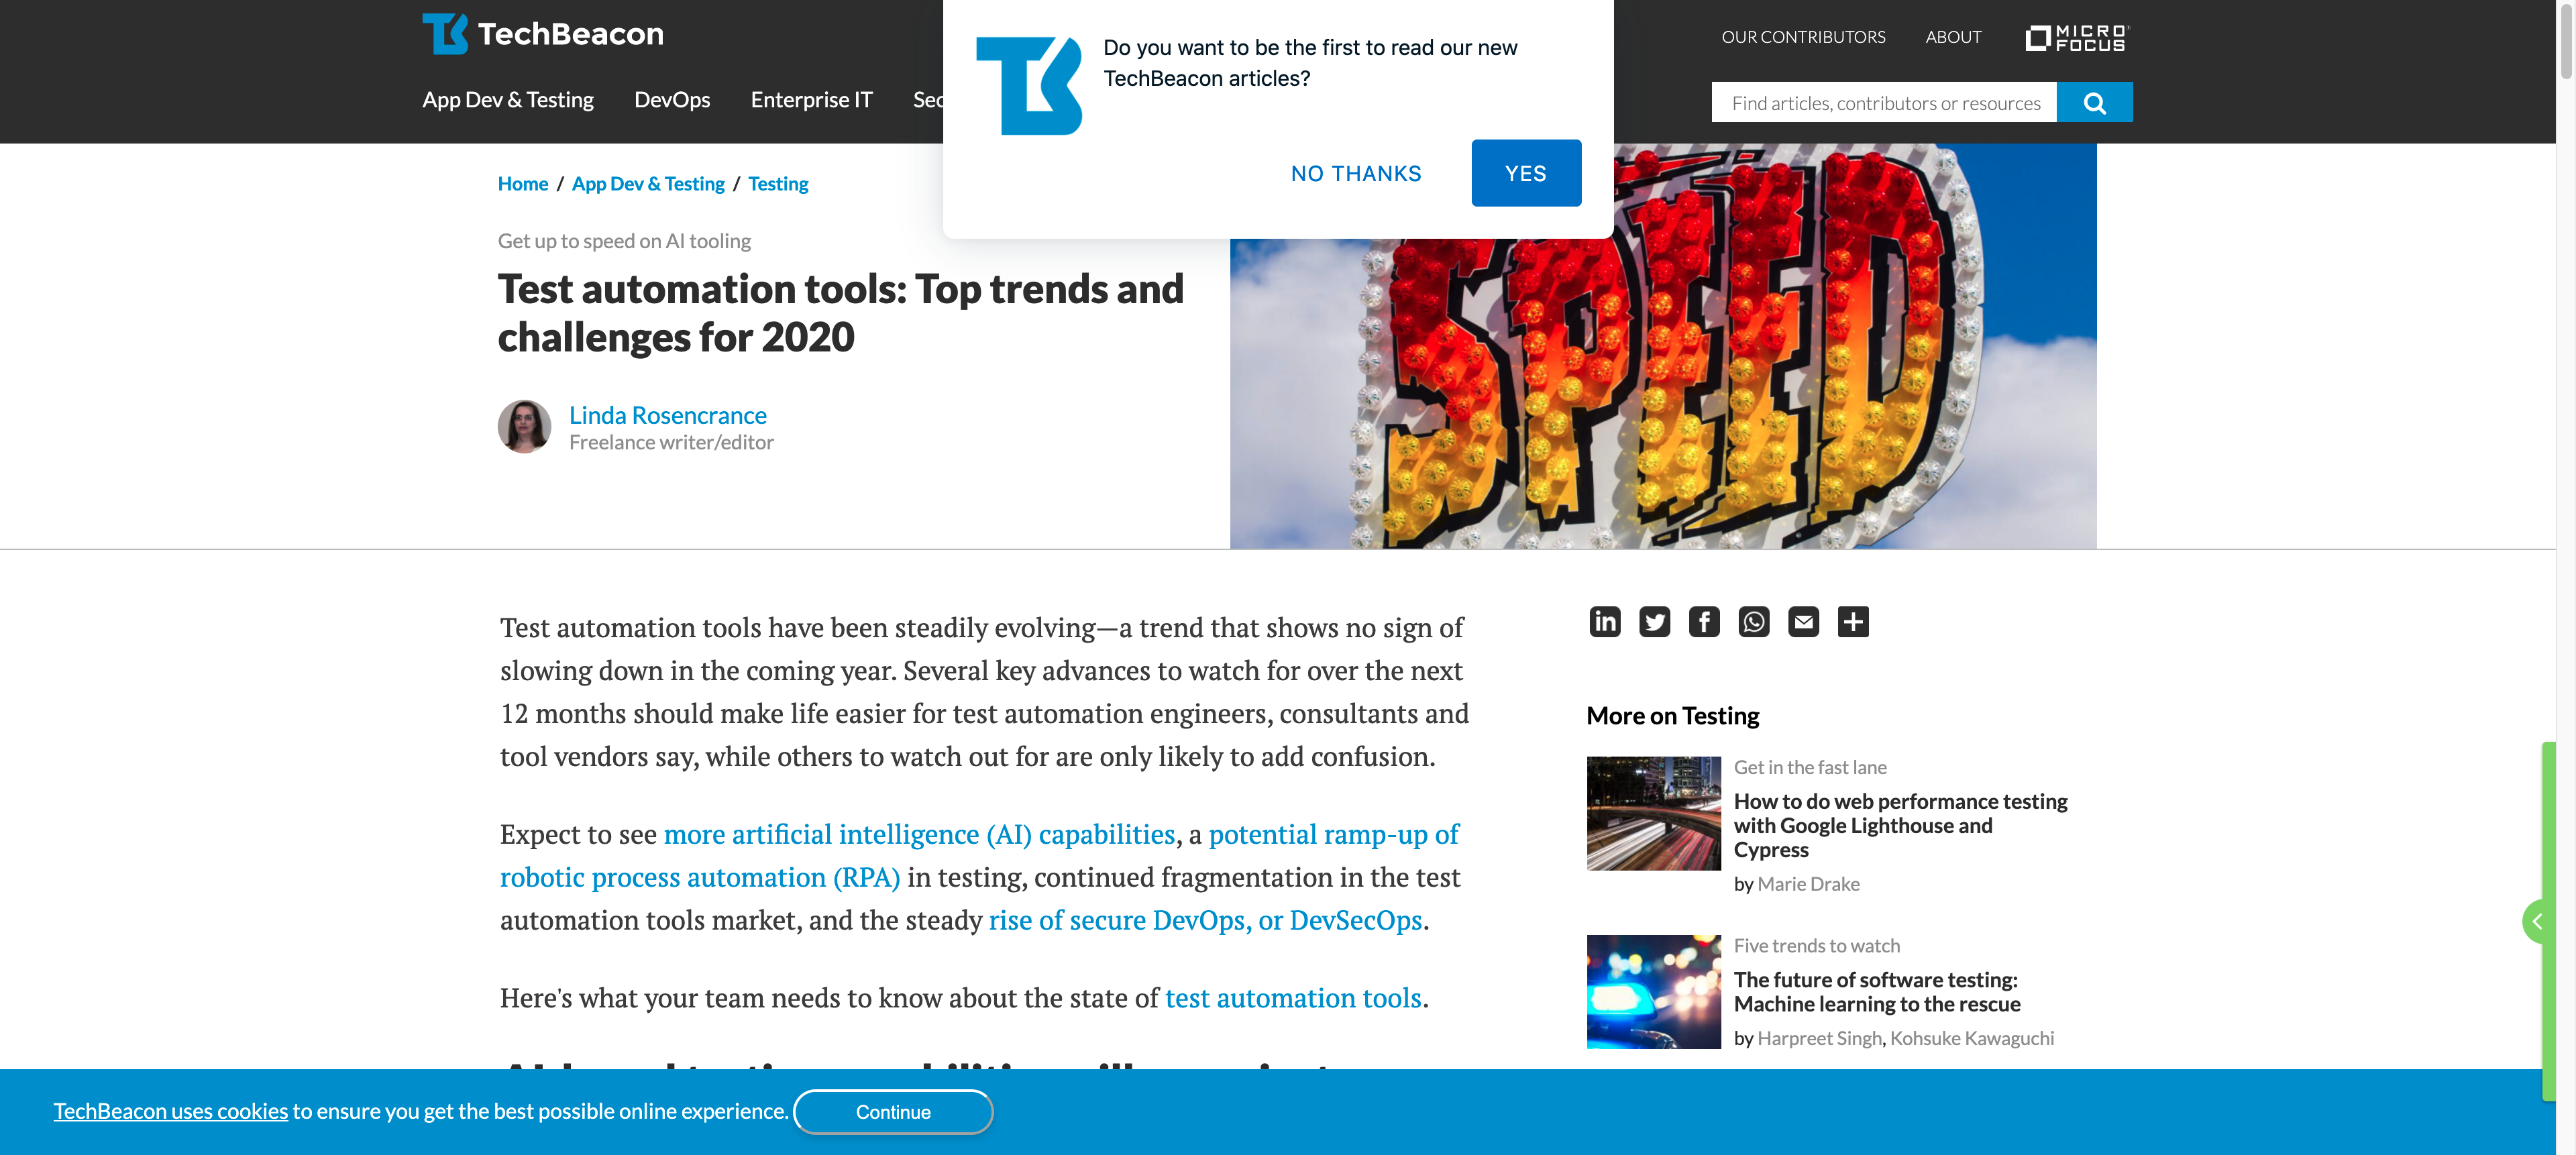 TechBeacon
OUR CONTRIBUTORS ABOUT MICRO FOCUS
App Dev & Testing DevOps Enterprise IT
Find articles, contributors or resources
Do you want to be the first to read our new
TechBeacon articles?
NO THANKS YES
Home / App Dev & Testing / Testing
Get up to speed on AI tooling
Test automation tools: Top trends and
challenges for 2020
Linda Rosencrance
Freelance writer/editor
SPEED
Test automation tools have been steadily evolving—a trend that shows no sign of
slowing down in the coming year. Several key advances to watch for over the next
12 months should make life easier for test automation engineers, consultants and
tool vendors say, while others to watch out for are only likely to add confusion.
Expect to see more artificial intelligence (AI) capabilities, a potential ramp-up of
robotic process automation (RPA) in testing, continued fragmentation in the test
automation tools market, and the steady rise of secure DevOps, or DevSecOps.
Here's what your team needs to know about the state of test automation tools.
More on Testing
Get in the fast lane
How to do web performance testing
with Google Lighthouse and
Cypress
by Marie Drake
Five trends to watch
The future of software testing:
Machine learning to the rescue
by Harpreet Singh, Kohsuke Kawaguchi
TechBeacon uses cookies to ensure you get the best possible online experience. Continue